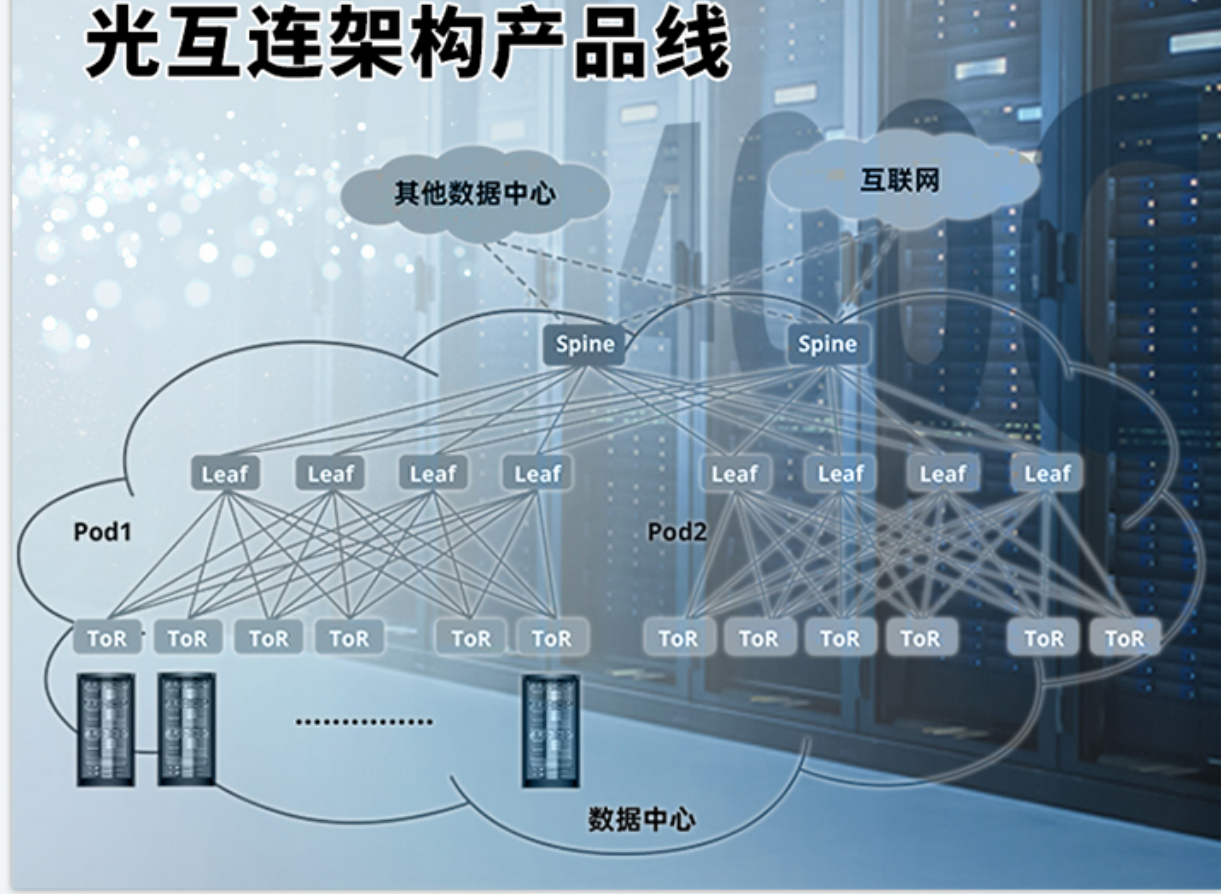 光互连架构产品线
400G
其他数据中心
互联网
Spine Spine
Leaf Leaf Leaf Leaf Leaf Leaf Leaf Leaf
Pod1 Pod2
ToR ToR ToR ToR ToR ToR ToR ToR ToR ToR ToR ToR
...............
数据中心